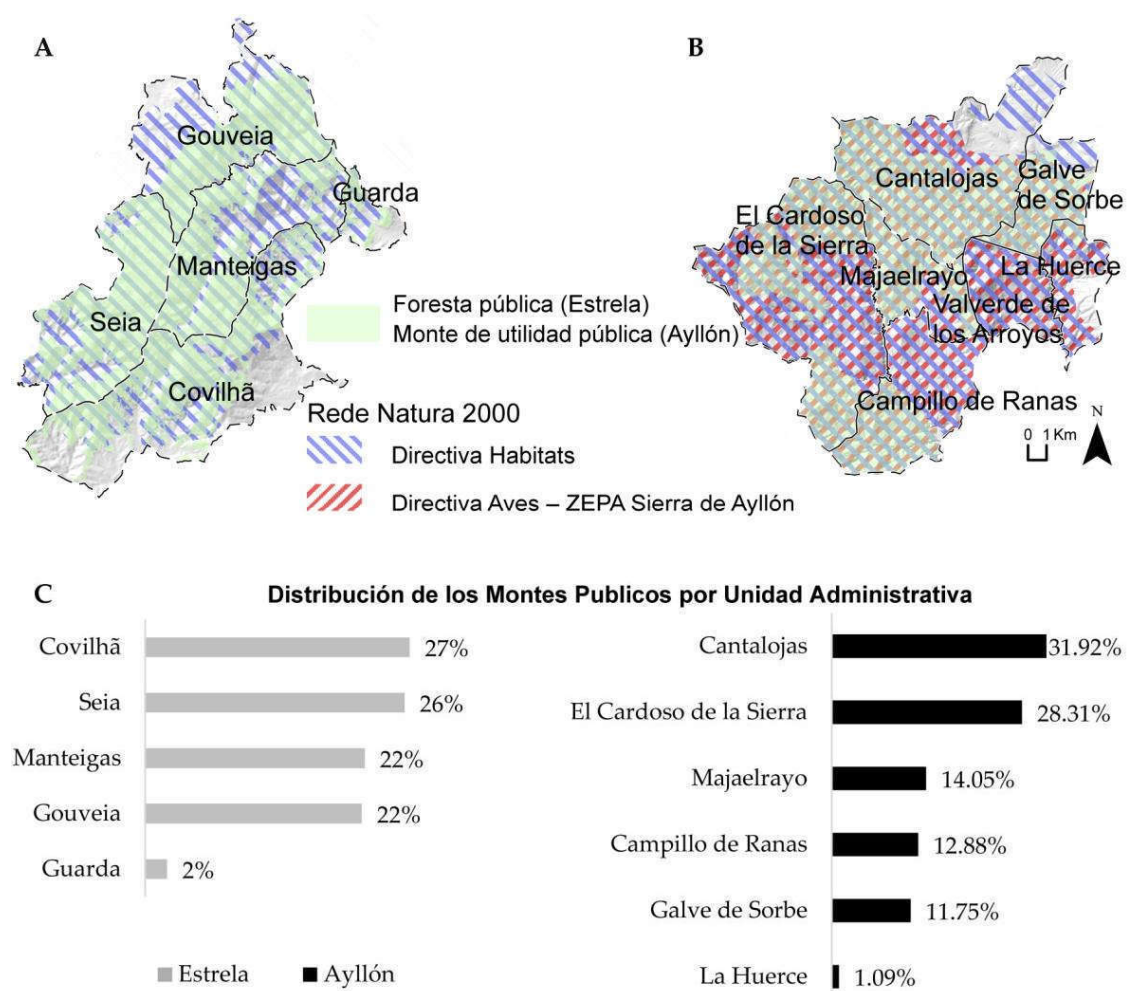 A
Gouveia
Guarda
Manteigas
Seia
Covilhã
B
Cantalojas
Galve
de Sorbe
El Cardoso
de la Sierra
Majaelrayo
La Huerce
Valverde de
los Arroyos
Campillo de Ranas
N
0 1 Km
Foresta pública (Estrela)
Monte de utilidad pública (Ayllón)
Rede Natura 2000
Directiva Habitats
Directiva Aves – ZEPA Sierra de Ayllón
C
Distribución de los Montes Publicos por Unidad Administrativa
Covilhã 27%
Seia 26%
Manteigas 22%
Gouveia 22%
Guarda 2%
Estrela Ayllón
Cantalojas 31.92%
El Cardoso de la Sierra 28.31%
Majaelrayo 14.05%
Campillo de Ranas 12.88%
Galve de Sorbe 11.75%
La Huerce 1.09%